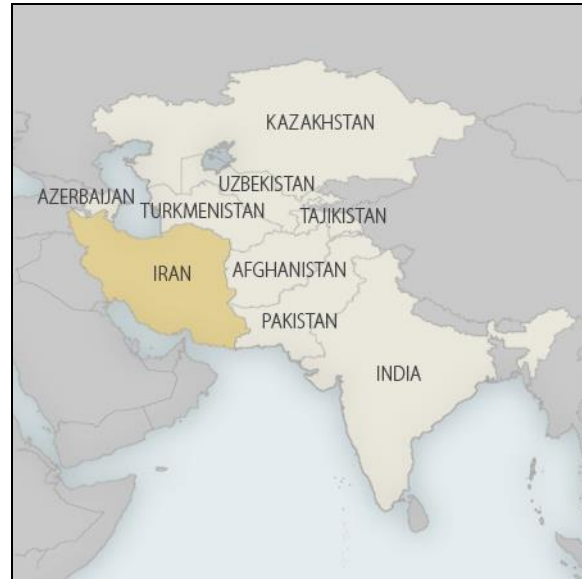 KAZAKHSTAN
UZBEKISTAN
AZERBAIJAN
TURKMENISTAN
TAJIKISTAN
IRAN
AFGHANISTAN
PAKISTAN
INDIA